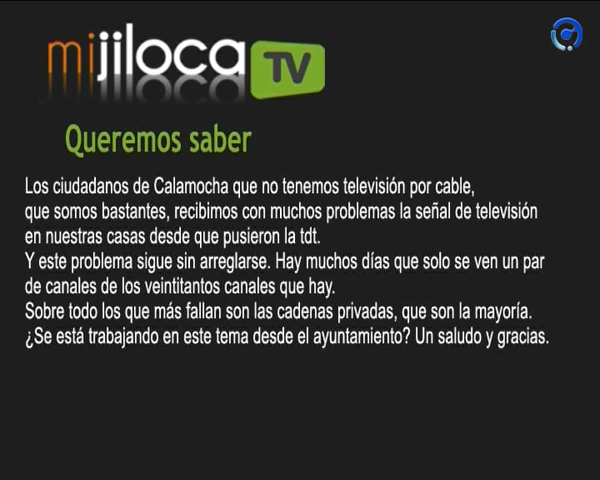 mijiloca TV
Queremos saber
Los ciudadanos de Calamocha que no tenemos televisión por cable,
que somos bastantes, recibimos con muchos problemas la señal de televisión
en nuestras casas desde que pusieron la tdt.
Y este problema sigue sin arreglarse. Hay muchos días que solo se ven un par
de canales de los veintitantos canales que hay.
Sobre todo los que más fallan son las cadenas privadas, que son la mayoría.
¿Se está trabajando en este tema desde el ayuntamiento? Un saludo y gracias.